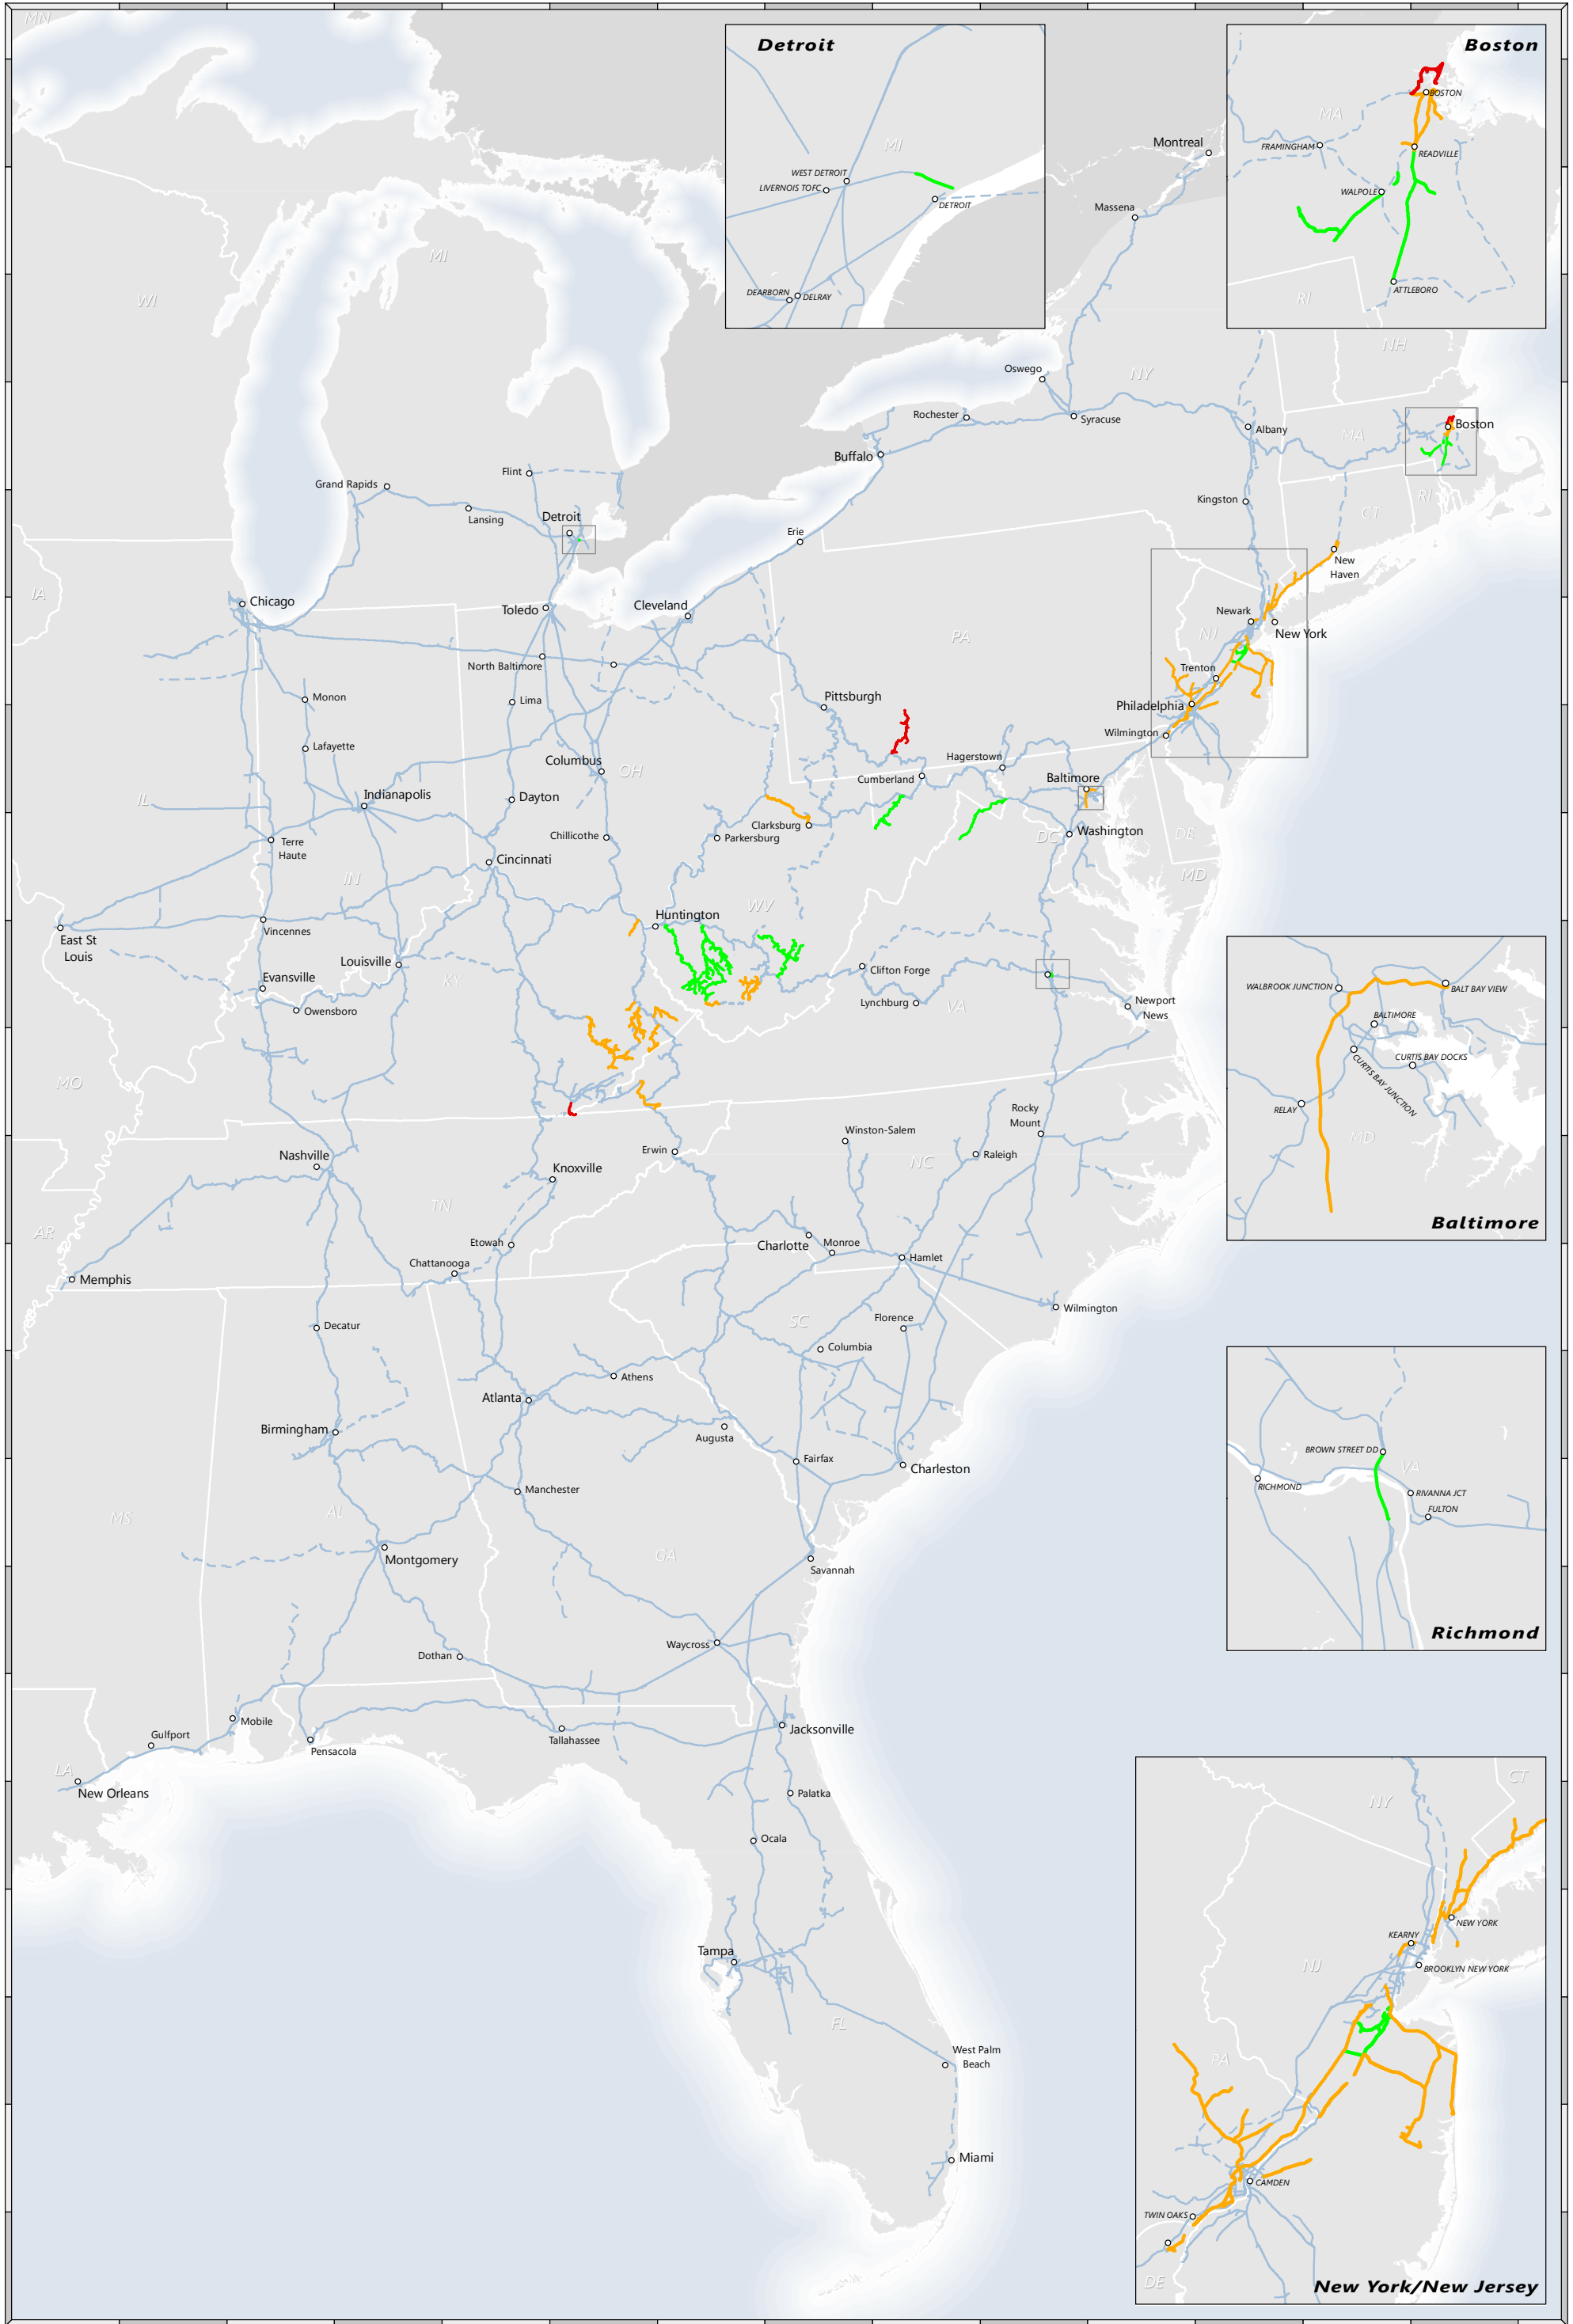 MN
Detroit
MI
WEST DETROIT
LIVERNOIS TOFC
DETROIT
DEARBORN
DELRAY
Boston
MA
BOSTON
FRAMINGHAM
READVILLE
WALPOLE
ATTLEBORO
RI
Montreal
Massena
MI
WI
NH
Oswego
NY
Rochester
Syracuse
Albany
MA
Boston
Buffalo
Flint
Grand Rapids
Lansing
Detroit
Kingston
RI
CT
Erie
New
Haven
IA
Chicago
Toledo
Cleveland
Newark
New York
NJ
PA
North Baltimore
Trenton
Monon
Lima
Pittsburgh
Philadelphia
Wilmington
Lafayette
Columbus
OH
Hagerstown
Cumberland
Baltimore
IL
Indianapolis
Dayton
Clarksburg
Parkersburg
Chillicothe
Washington
DC
DE
Terre
Haute
Cincinnati
IN
MD
WV
Huntington
Vincennes
East St
Louis
Louisville
Evansville
KY
Clifton Forge
Lynchburg
VA
Newport
News
Owensboro
Baltimore
WALBROOK JUNCTION
BALT BAY VIEW
BALTIMORE
CURTIS BAY DOCKS
CURTIS BAY JUNCTION
RELAY
MD
MO
Rocky
Mount
Winston-Salem
Erwin
Raleigh
NC
Nashville
Knoxville
TN
AR
Etowah
Chattanooga
Charlotte
Monroe
Hamlet
Memphis
Wilmington
Decatur
SC
Florence
Columbia
Athens
Atlanta
Birmingham
Augusta
Fairfax
Charleston
Manchester
MS
AL
GA
Montgomery
Savannah
BROWN STREET DD
VA
RICHMOND
RIVANNA JCT
FULTON
Richmond
Waycross
Dothan
Mobile
Gulfport
Pensacola
Tallahassee
Jacksonville
LA
New Orleans
Palatka
Ocala
Tampa
FL
West Palm
Beach
Miami
CT
NY
NEW YORK
KEARNY
NJ
BROOKLYN NEW YORK
PA
CAMDEN
TWIN OAKS
DE
New York/New Jersey